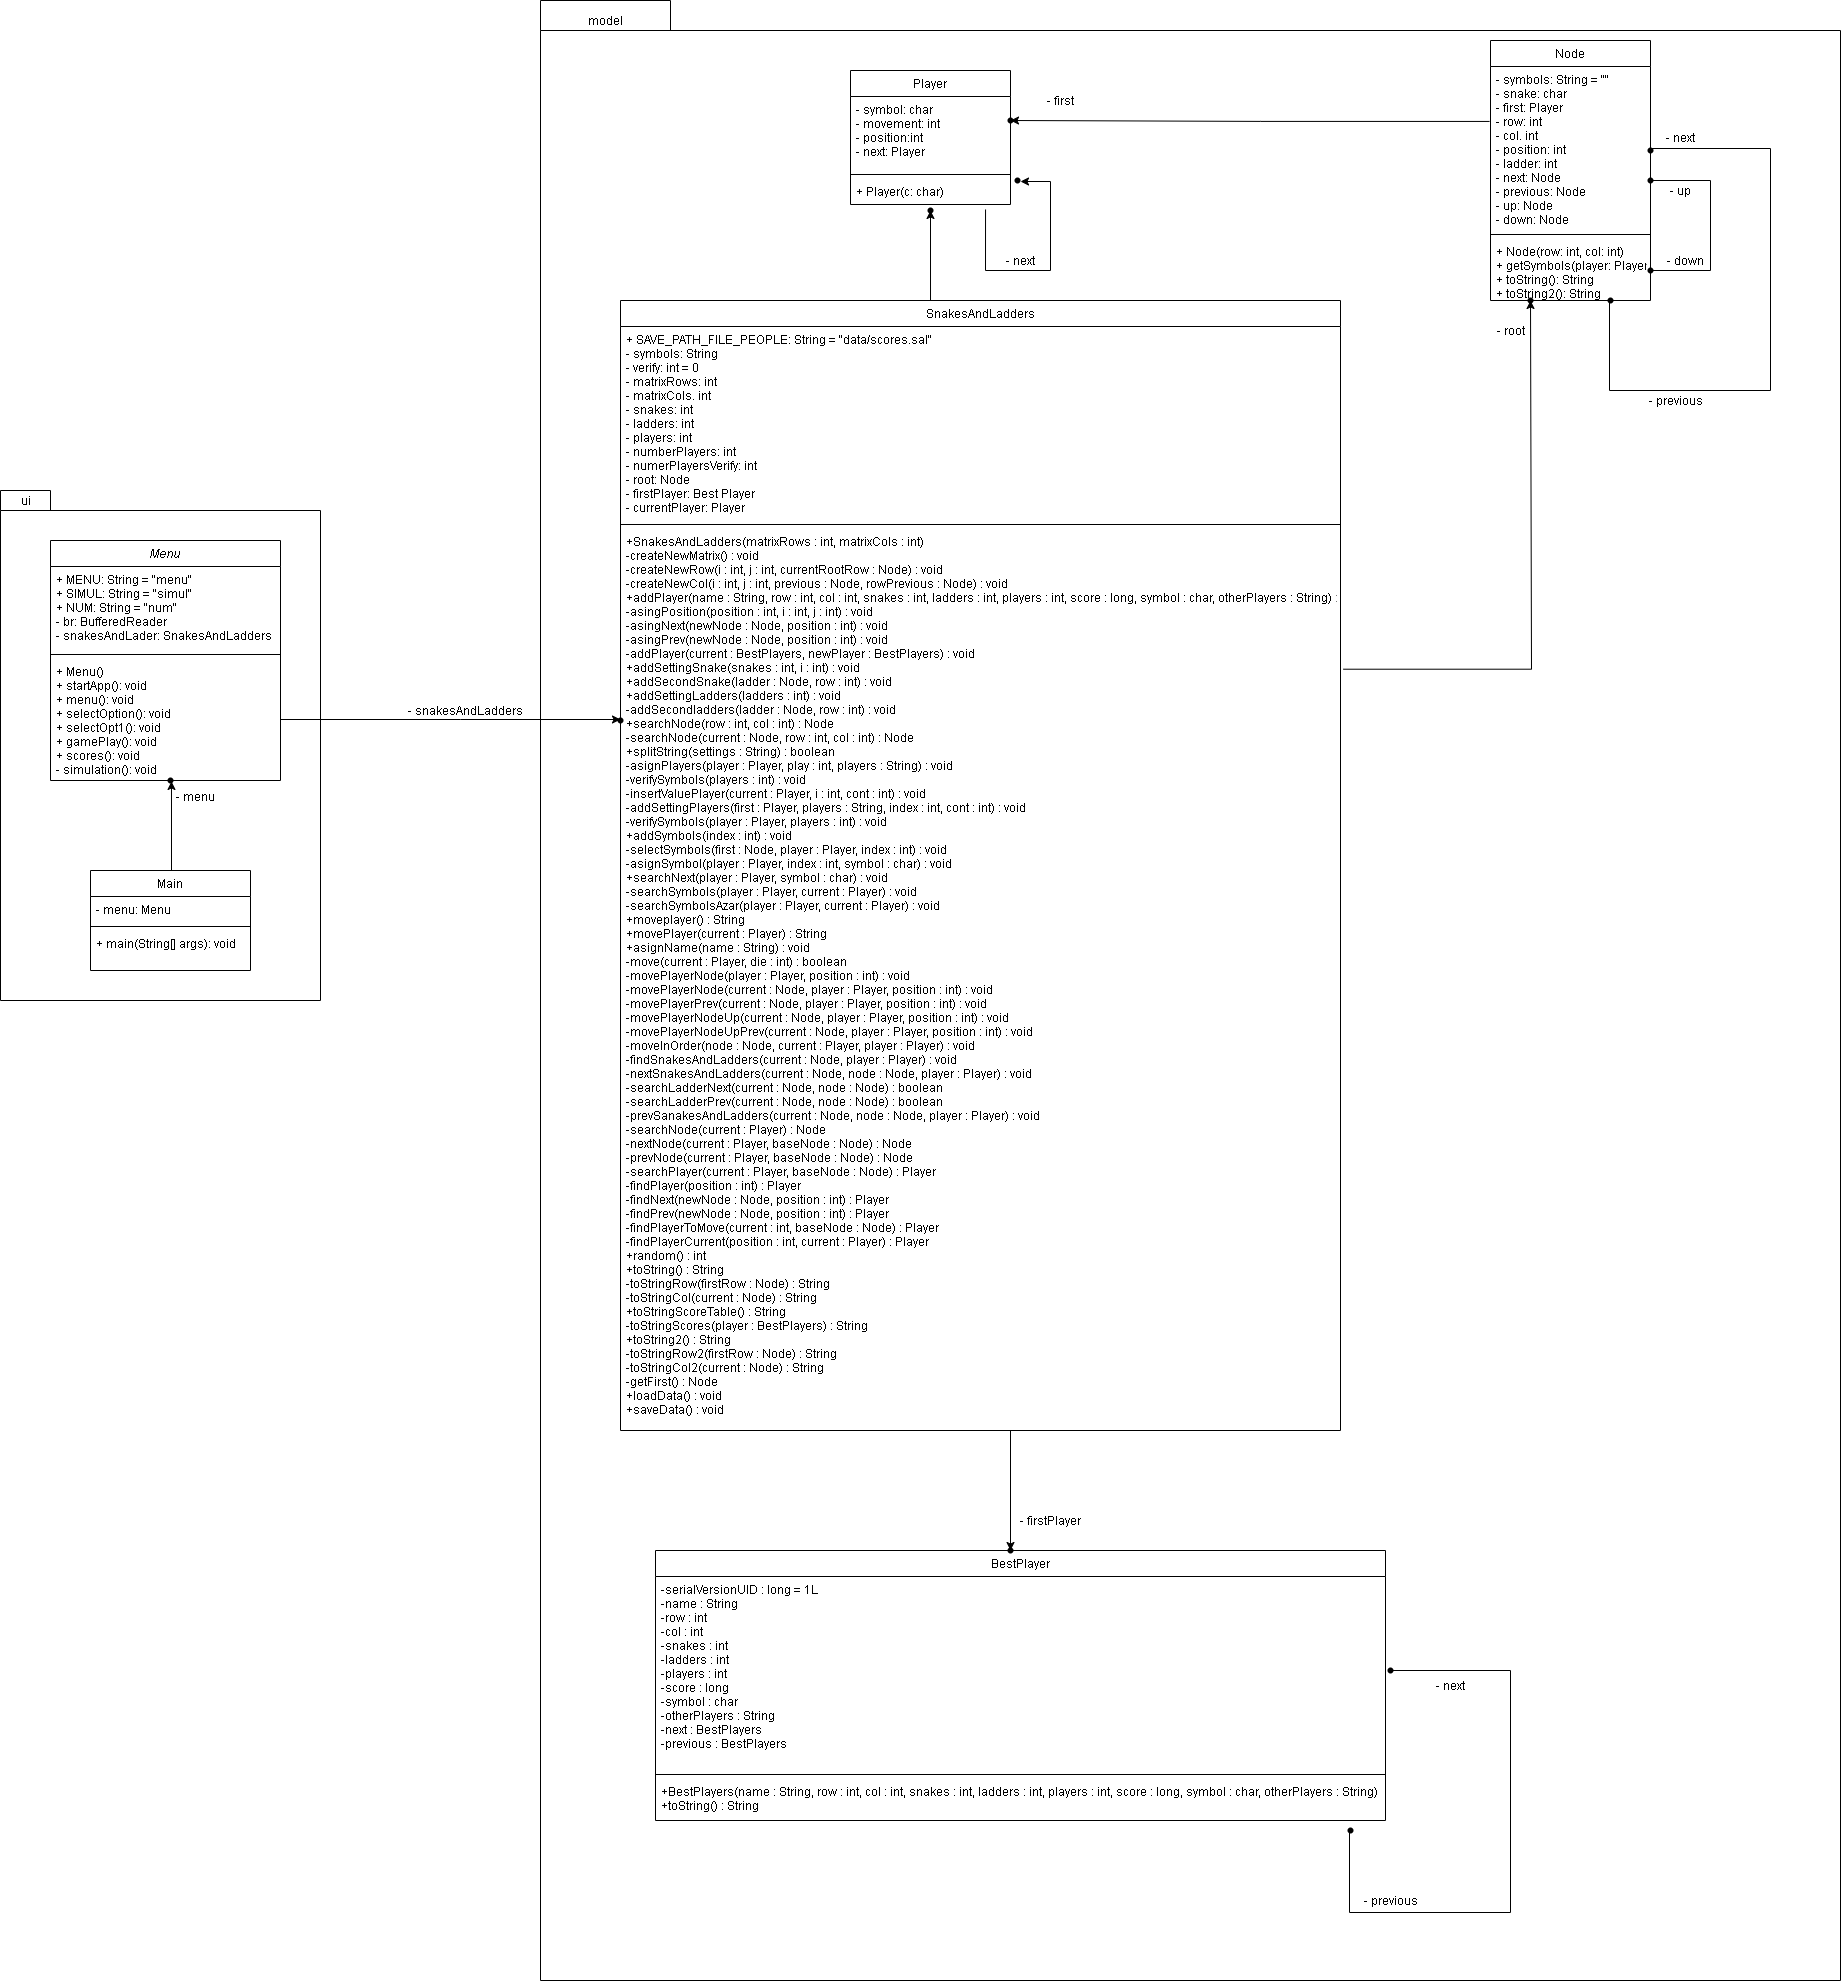 model
Player
- symbol: char
- movement: int
- position:int
- next: Player
+ Player(c: char)
- next
- first
Node
- symbols: String = ""
- snake: char
- first: Player
- row: int
- col. int
- position: int
- ladder: int
- next: Node
- previous: Node
- up: Node
- down: Node
+ Node(row: int, col: int)
+ getSymbols(player: Player
+ toString(): String
+ toString2(): String
- next
- up
- down
- previous
- root
SnakesAndLadders
+ SAVE_PATH_FILE_PEOPLE: String = "data/scores.sal"
- symbols: String
- verify: int = 0
- matrixRows: int
- matrixCols. int
- snakes: int
- ladders: int
- players: int
- numberPlayers: int
- numerPlayersVerify: int
- root: Node
- firstPlayer: Best Player
- currentPlayer: Player
+SnakesAndLadders(matrixRows : int, matrixCols : int)
-createNewMatrix() : void
-createNewRow(i : int, j : int, currentRootRow : Node) : void
-createNewCol(i : int, j : int, previous : Node, rowPrevious : Node) : void
+addPlayer(name : String, row : int, col : int, snakes : int, ladders : int, players : int, score : long, symbol : char, otherPlayers : String) :
-asingPosition(position : int, i : int, j : int) : void
-asingNext(newNode : Node, position : int) : void
-asingPrev(newNode : Node, position : int) : void
-addPlayer(current : BestPlayers, newPlayer : BestPlayers) : void
+addSettingSnake(snakes : int, i : int) : void
+addSecondSnake(ladder : Node, row : int) : void
+addSettingLadders(ladders : int) : void
-addSecondladders(ladder : Node, row : int) : void
+searchNode(row : int, col : int) : Node
-searchNode(current : Node, row : int, col : int) : Node
+splitString(settings : String) : boolean
-asignPlayers(player : Player, play : int, players : String) : void
-verifySymbols(players : int) : void
-insertValuePlayer(current : Player, i : int, cont : int) : void
-addSettingPlayers(first : Player, players : String, index : int, cont : int) : void
-verifySymbols(player : Player, players : int) : void
+addSymbols(index : int) : void
-selectSymbols(first : Node, player : Player, index : int) : void
-asignSymbol(player : Player, index : int, symbol : char) : void
+searchNext(player : Player, symbol : char) : void
-searchSymbols(player : Player, current : Player) : void
-searchSymbolsAzar(player : Player, current : Player) : void
+moveplayer() : String
+movePlayer(current : Player) : String
+asignName(name : String) : void
-move(current : Player, die : int) : boolean
-movePlayerNode(player : Player, position : int) : void
-movePlayerNode(current : Node, player : Player, position : int) : void
-movePlayerPrev(current : Node, player : Player, position : int) : void
-movePlayerNodeUp(current : Node, player : Player, position : int) : void
-movePlayerNodeUpPrev(current : Node, player : Player, position : int) : void
-moveInOrder(node : Node, current : Player, player : Player) : void
-findSnakesAndLadders(current : Node, player : Player) : void
-nextSnakesAndLadders(current : Node, node : Node, player : Player) : void
-searchLadderNext(current : Node, node : Node) : boolean
-searchLadderPrev(current : Node, node : Node) : boolean
-prevSanakesAndLadders(current : Node, node : Node, player : Player) : void
-searchNode(current : Player) : Node
-nextNode(current : Player, baseNode : Node) : Node
-prevNode(current : Player, baseNode : Node) : Node
-searchPlayer(current : Player, baseNode : Node) : Player
-findPlayer(position : int) : Player
-findNext(newNode : Node, position : int) : Player
-findPrev(newNode : Node, position : int) : Player
-findPlayerToMove(current : int, baseNode : Node) : Player
-findPlayerCurrent(position : int, current : Player) : Player
+random() : int
+toString() : String
-toStringRow(firstRow : Node) : String
-toStringCol(current : Node) : String
+toStringScoreTable() : String
-toStringScores(player : BestPlayers) : String
+toString2() : String
-toStringRow2(firstRow : Node) : String
-toStringCol2(current : Node) : String
-getFirst() : Node
+loadData() : void
+saveData() : void
ui
Menu
+ MENU: String = "menu"
+ SIMUL: String = "simul"
+ NUM: String = "num"
- br: BufferedReader
- snakesAndLader: SnakesAndLadders
+ Menu()
+ startApp(): void
+ menu(): void
+ selectOption(): void
+ selectOpt1(): void
+ gamePlay(): void
+ scores(): void
- simulation(): void
- snakesAndLadders
- menu
Main
- menu: Menu
+ main(String[] args): void
- firstPlayer
BestPlayer
-serialVersionUID : long = 1L
-name : String
-row : int
-col : int
-snakes : int
-ladders : int
-players : int
-score : long
-symbol : char
-otherPlayers : String
-next : BestPlayers
-previous : BestPlayers
+BestPlayers(name : String, row : int, col : int, snakes : int, ladders : int, players : int, score : long, symbol : char, otherPlayers : String)
+toString() : String
- next
- previous